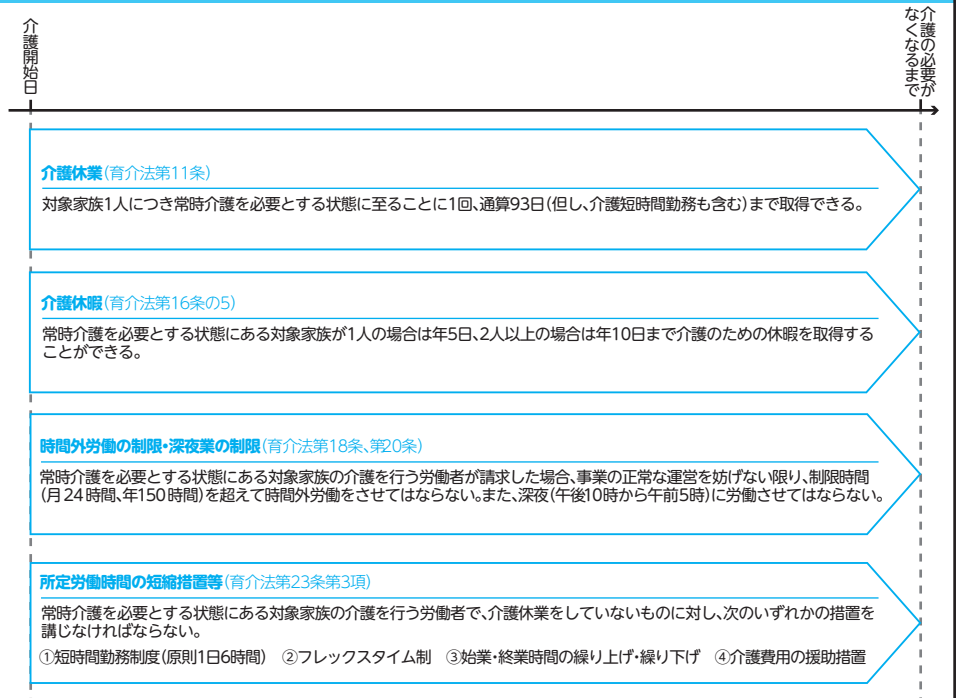 介護開始日
介護の必要が
なくなるまで
介護休業(育介法第11条)
対象家族1人につき常時介護を必要とする状態に至ることに1回、通算93日(但し、介護短時間勤務も含む)まで取得できる。
介護休暇(育介法第16条の5)
常時介護を必要とする状態にある対象家族が1人の場合は年5日、2人以上の場合は年10日まで介護のための休暇を取得する
ことができる。
時間外労働の制限・深夜業の制限(育介法第18条、第20条)
常時介護を必要とする状態にある対象家族の介護を行う労働者が請求した場合、事業の正常な運営を妨げない限り、制限時間
(月24時間、年150時間)を超えて時間外労働をさせてはならない。また、深夜(午後10時から午前5時)に労働させてはならない。
所定労働時間の短縮措置等(育介法第23条第3項)
常時介護を必要とする状態にある対象家族の介護を行う労働者で、介護休業をしていないものに対し、次のいずれかの措置を
講じなければならない。
①短時間勤務制度(原則1日6時間) ②フレックスタイム制 ③始業・終業時間の繰り上げ・繰り下げ ④介護費用の援助措置